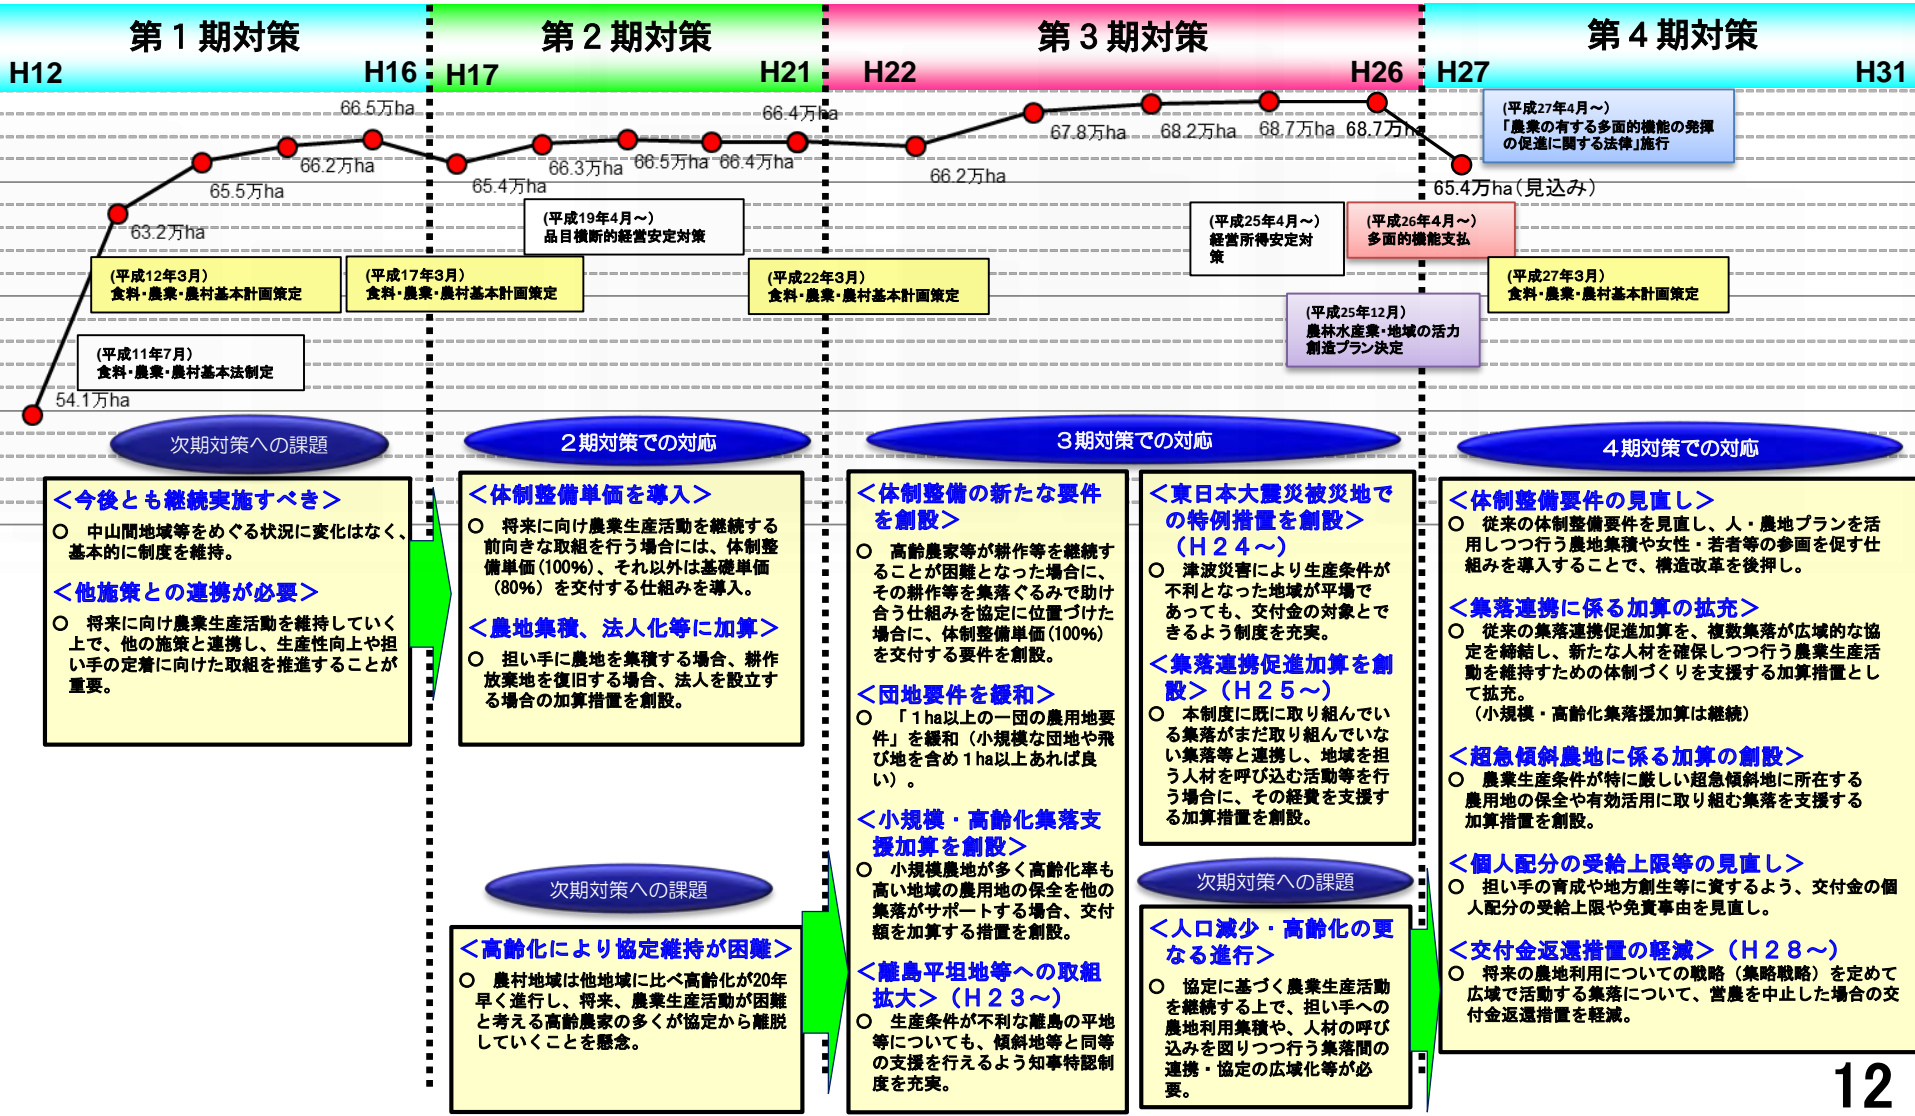 第１期対策
第２期対策
第３期対策
第４期対策
H12
H16
H17
H21
H22
H26
H27
H31
54.1万ha
63.2万ha
65.5万ha
66.2万ha
66.5万ha
65.4万ha
66.3万ha
66.5万ha
66.4万ha
66.4万ha
66.2万ha
67.8万ha
68.2万ha
68.7万ha
68.7万ha
65.4万ha（見込み）
(平成27年4月～)
「農業の有する多面的機能の発揮
の促進に関する法律」施行
(平成19年4月～)
品目横断的経営安定対策
(平成25年4月～)
経営所得安定対
策
(平成26年4月～)
多面的機能支払
(平成12年3月)
食料・農業・農村基本計画策定
(平成17年3月)
食料・農業・農村基本計画策定
(平成22年3月)
食料・農業・農村基本計画策定
(平成27年3月)
食料・農業・農村基本計画策定
(平成25年12月)
農林水産業・地域の活力
創造プラン決定
(平成11年7月)
食料・農業・農村基本法制定
次期対策への課題
＜今後とも継続実施すべき＞
○　中山間地域等をめぐる状況に変化はなく、
基本的に制度を維持。
＜他施策との連携が必要＞
○　将来に向け農業生産活動を維持していく
上で、他の施策と連携し、生産性向上や担
い手の定着に向けた取組を推進することが
重要。
２期対策での対応
＜体制整備単価を導入＞
○　将来に向け農業生産活動を継続する
前向きな取組を行う場合には、体制整
備単価(100%)、それ以外は基礎単価
(80%）を交付する仕組みを導入。
＜農地集積、法人化等に加算＞
○　担い手に農地を集積する場合、耕作
放棄地を復旧する場合、法人を設立す
る場合の加算措置を創設。
次期対策への課題
＜高齢化により協定維持が困難＞
○　農村地域は他地域に比べ高齢化が20年
早く進行し、将来、農業生産活動が困難
と考える高齢農家の多くが協定から離脱
していくことを懸念。
３期対策での対応
＜体制整備の新たな要件
を創設＞
○　高齢農家等が耕作等を継続す
ることが困難となった場合に、
その耕作等を集落ぐるみで助け
合う仕組みを協定に位置づけた
場合に、体制整備単価(100%)
を交付する要件を創設。
＜団地要件を緩和＞
○　「１ha以上の一団の農用地要
件」を緩和（小規模な団地や飛
び地を含め１ha以上あれば良
い）。
＜小規模・高齢化集落支
援加算を創設＞
○　小規模農地が多く高齢化率も
高い地域の農用地の保全を他の
集落がサポートする場合、交付
額を加算する措置を創設。
＜離島平坦地等への取組
拡大＞（Ｈ２３～）
○　生産条件が不利な離島の平地
等についても、傾斜地等と同等
の支援を行えるよう知事特認制
度を充実。
＜東日本大震災被災地で
の特例措置を創設＞
（Ｈ２４～）
○　津波災害により生産条件が
不利となった地域が平場で
あっても、交付金の対象とで
きるよう制度を充実。
＜集落連携促進加算を創
設＞（Ｈ２５～）
○　本制度に既に取り組んでい
る集落がまだ取り組んでいな
い集落等と連携し、地域を担
う人材を呼び込む活動等を行
う場合に、その経費を支援す
る加算措置を創設。
次期対策への課題
＜人口減少・高齢化の更
なる進行＞
○　協定に基づく農業生産活動
を継続する上で、担い手への
農地利用集積や、人材の呼び
込みを図りつつ行う集落間の
連携・協定の広域化等が必
要。
４期対策での対応
＜体制整備要件の見直し＞
○　従来の体制整備要件を見直し、人・農地プランを活
用しつつ行う農地集積や女性・若者等の参画を促す仕
組みを導入することで、構造改革を後押し。
＜集落連携に係る加算の拡充＞
○　従来の集落連携促進加算を、複数集落が広域的な協
定を締結し、新たな人材を確保しつつ行う農業生産活
動を維持するための体制づくりを支援する加算措置とし
て拡充。
（小規模・高齢化集落援加算は継続）
＜超急傾斜農地に係る加算の創設＞
○　農業生産条件が特に厳しい超急傾斜地に所在する
農用地の保全や有効活用に取り組む集落を支援する
加算措置を創設。
＜個人配分の受給上限等の見直し＞
○　担い手の育成や地方創生等に資するよう、交付金の個
人配分の受給上限や免責事由を見直し。
＜交付金返還措置の軽減＞（Ｈ２８～）
○　将来の農地利用についての戦略（集略戦略）を定めて
広域で活動する集落について、営農を中止した場合の交
付金返還措置を軽減。
12